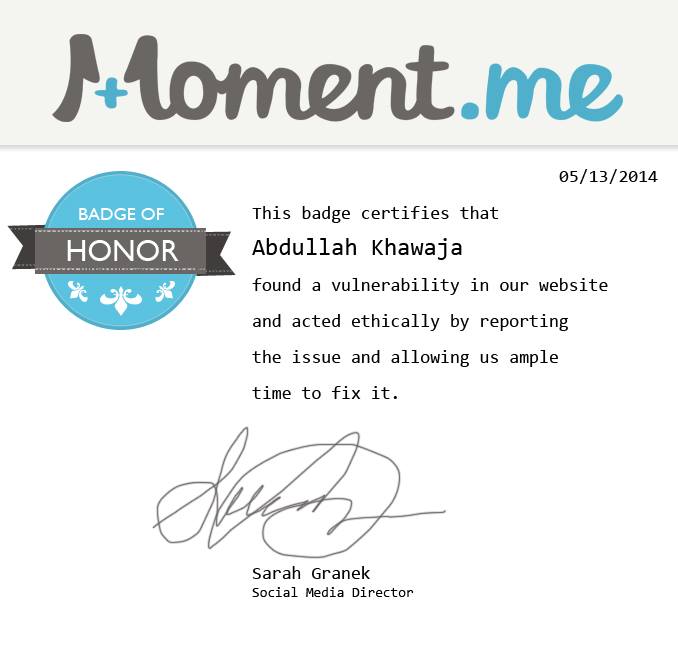 Moment.me
05/13/2014
BADGE OF
HONOR
This badge certifies that
Abdullah Khawaja
found a vulnerability in our website
and acted ethically by reporting
the issue and allowing us ample
time to fix it.
Sarah Granek
Social Media Director